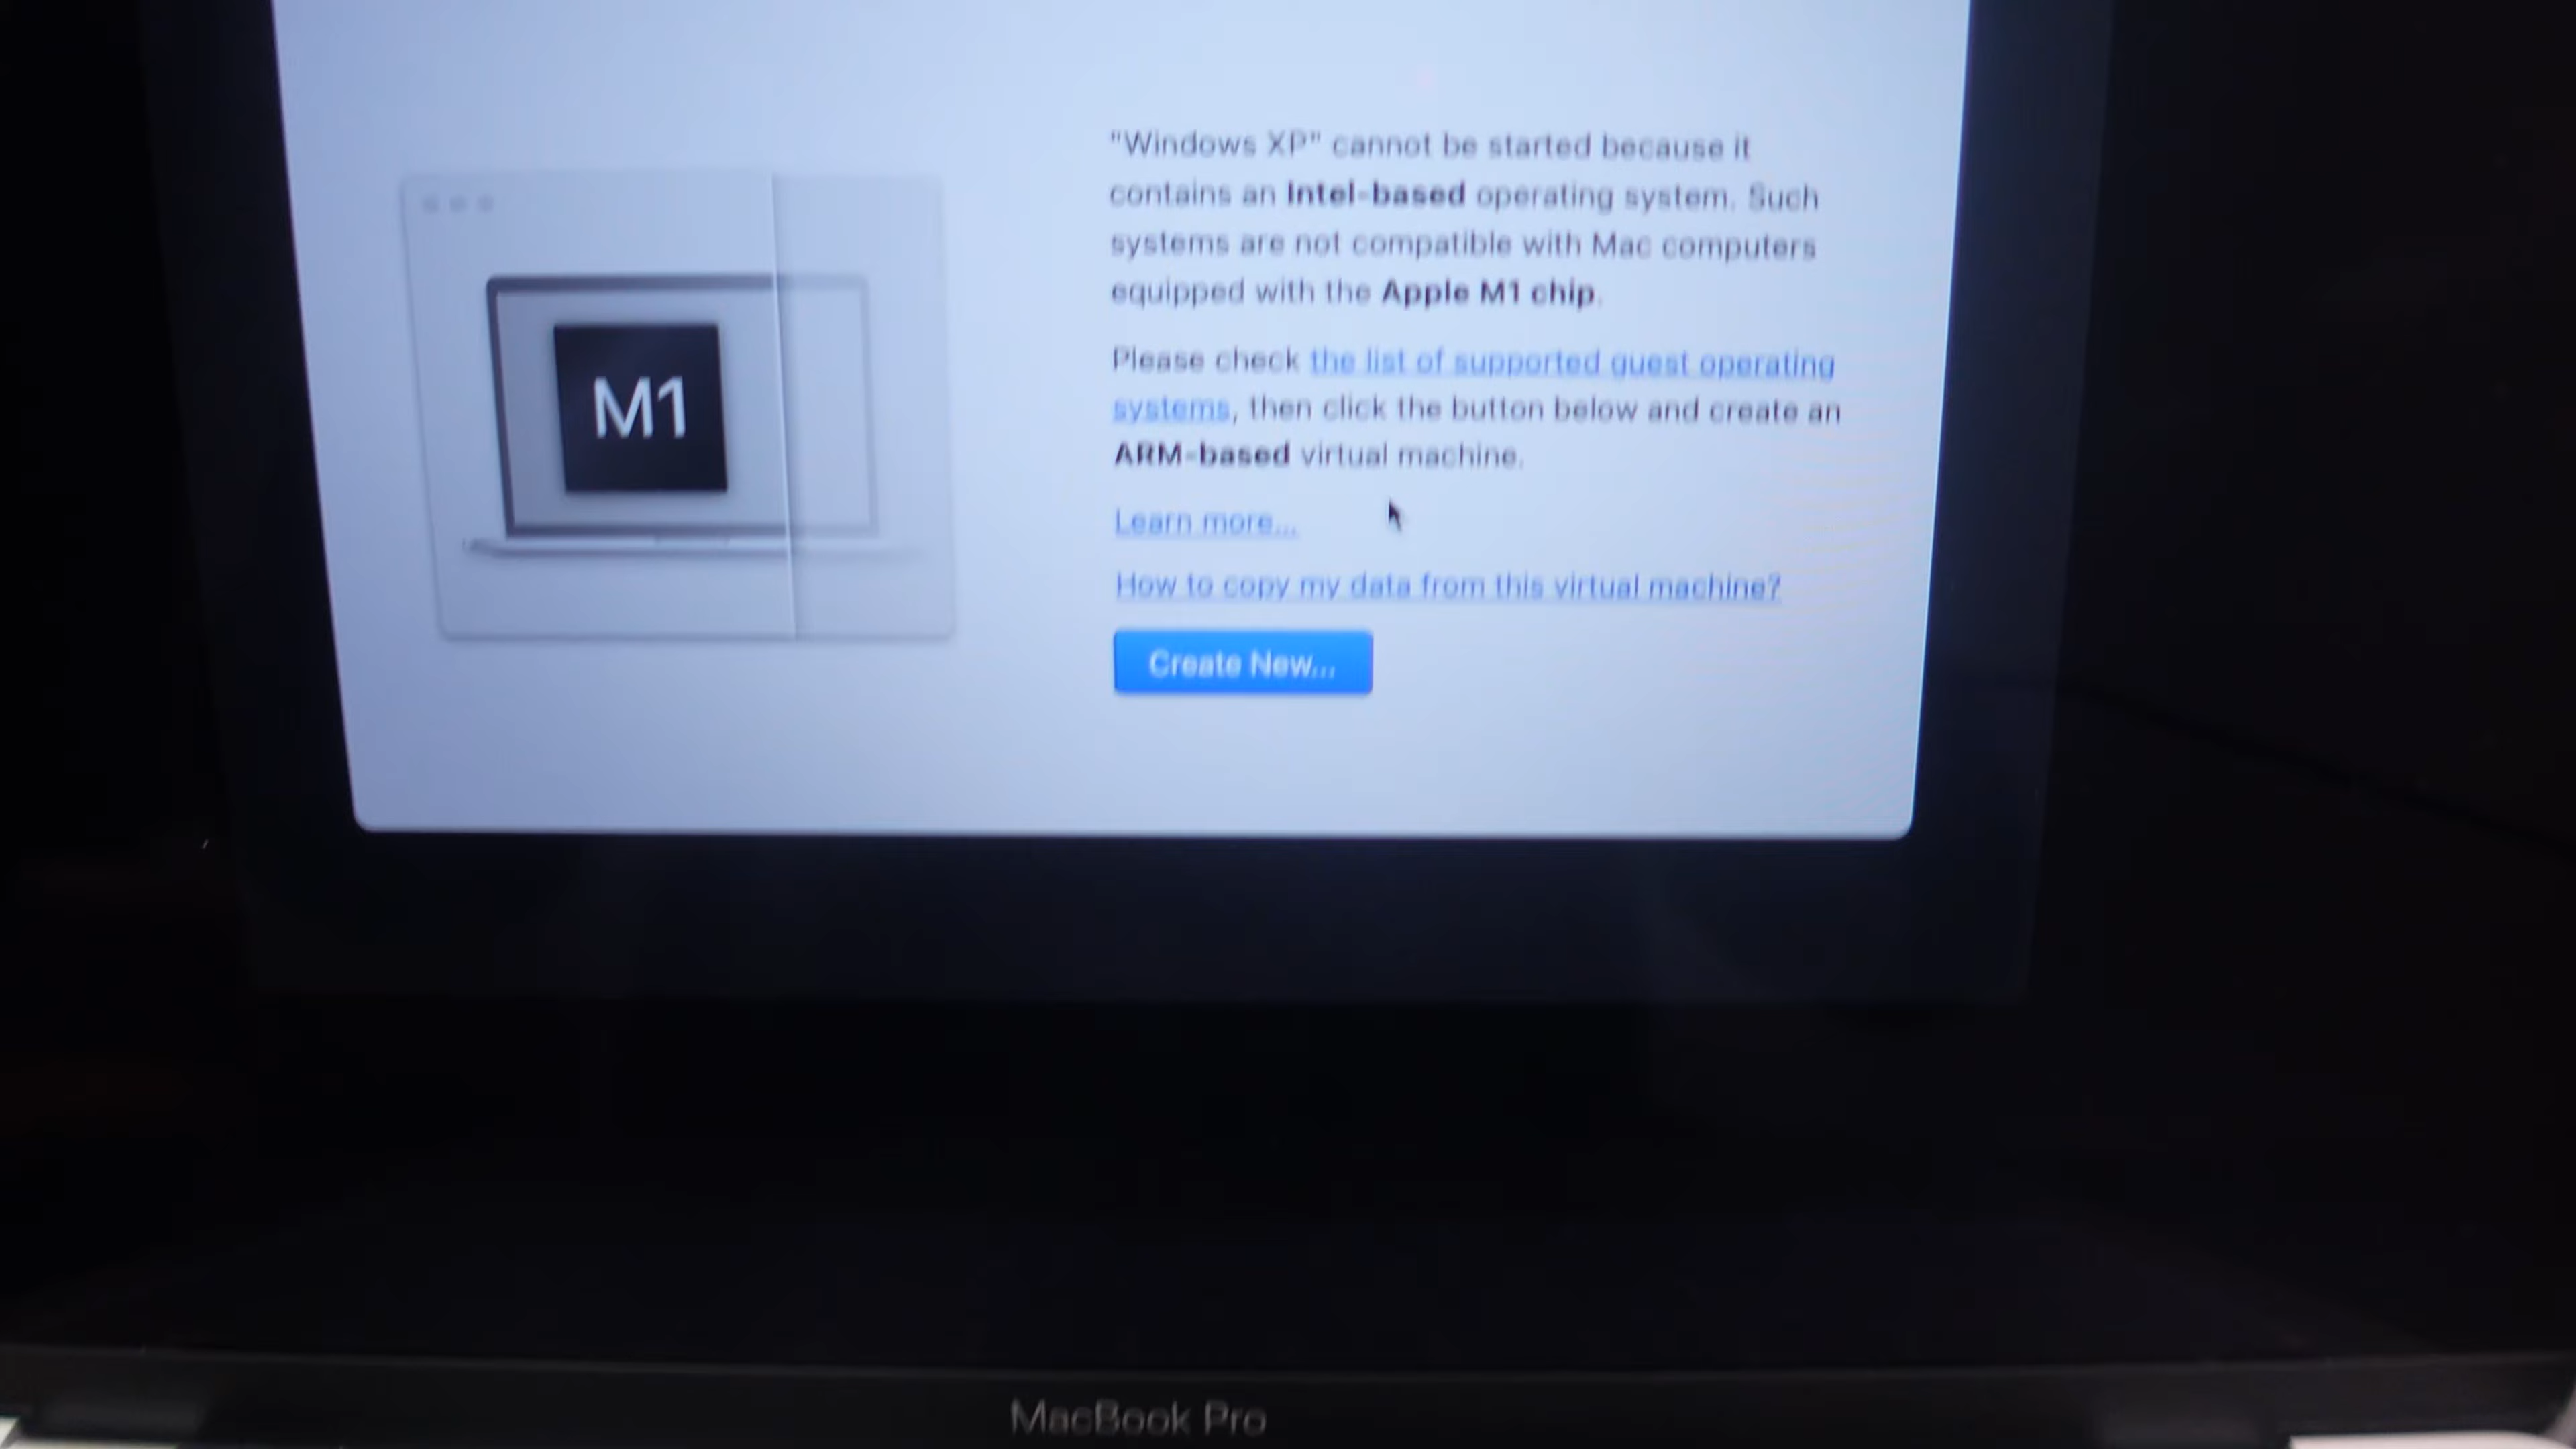 "Windows XP" cannot be started because it
contains an Intel-based operating system. Such
systems are not compatible with Mac computers
equipped with the Apple M1 chip.
Please check the list of supported guest operating
systems, then click the button below and create an
ARM-based virtual machine.
Learn more...
How to copy my data from this virtual machine?
Create New...
M1
MacBook Pro